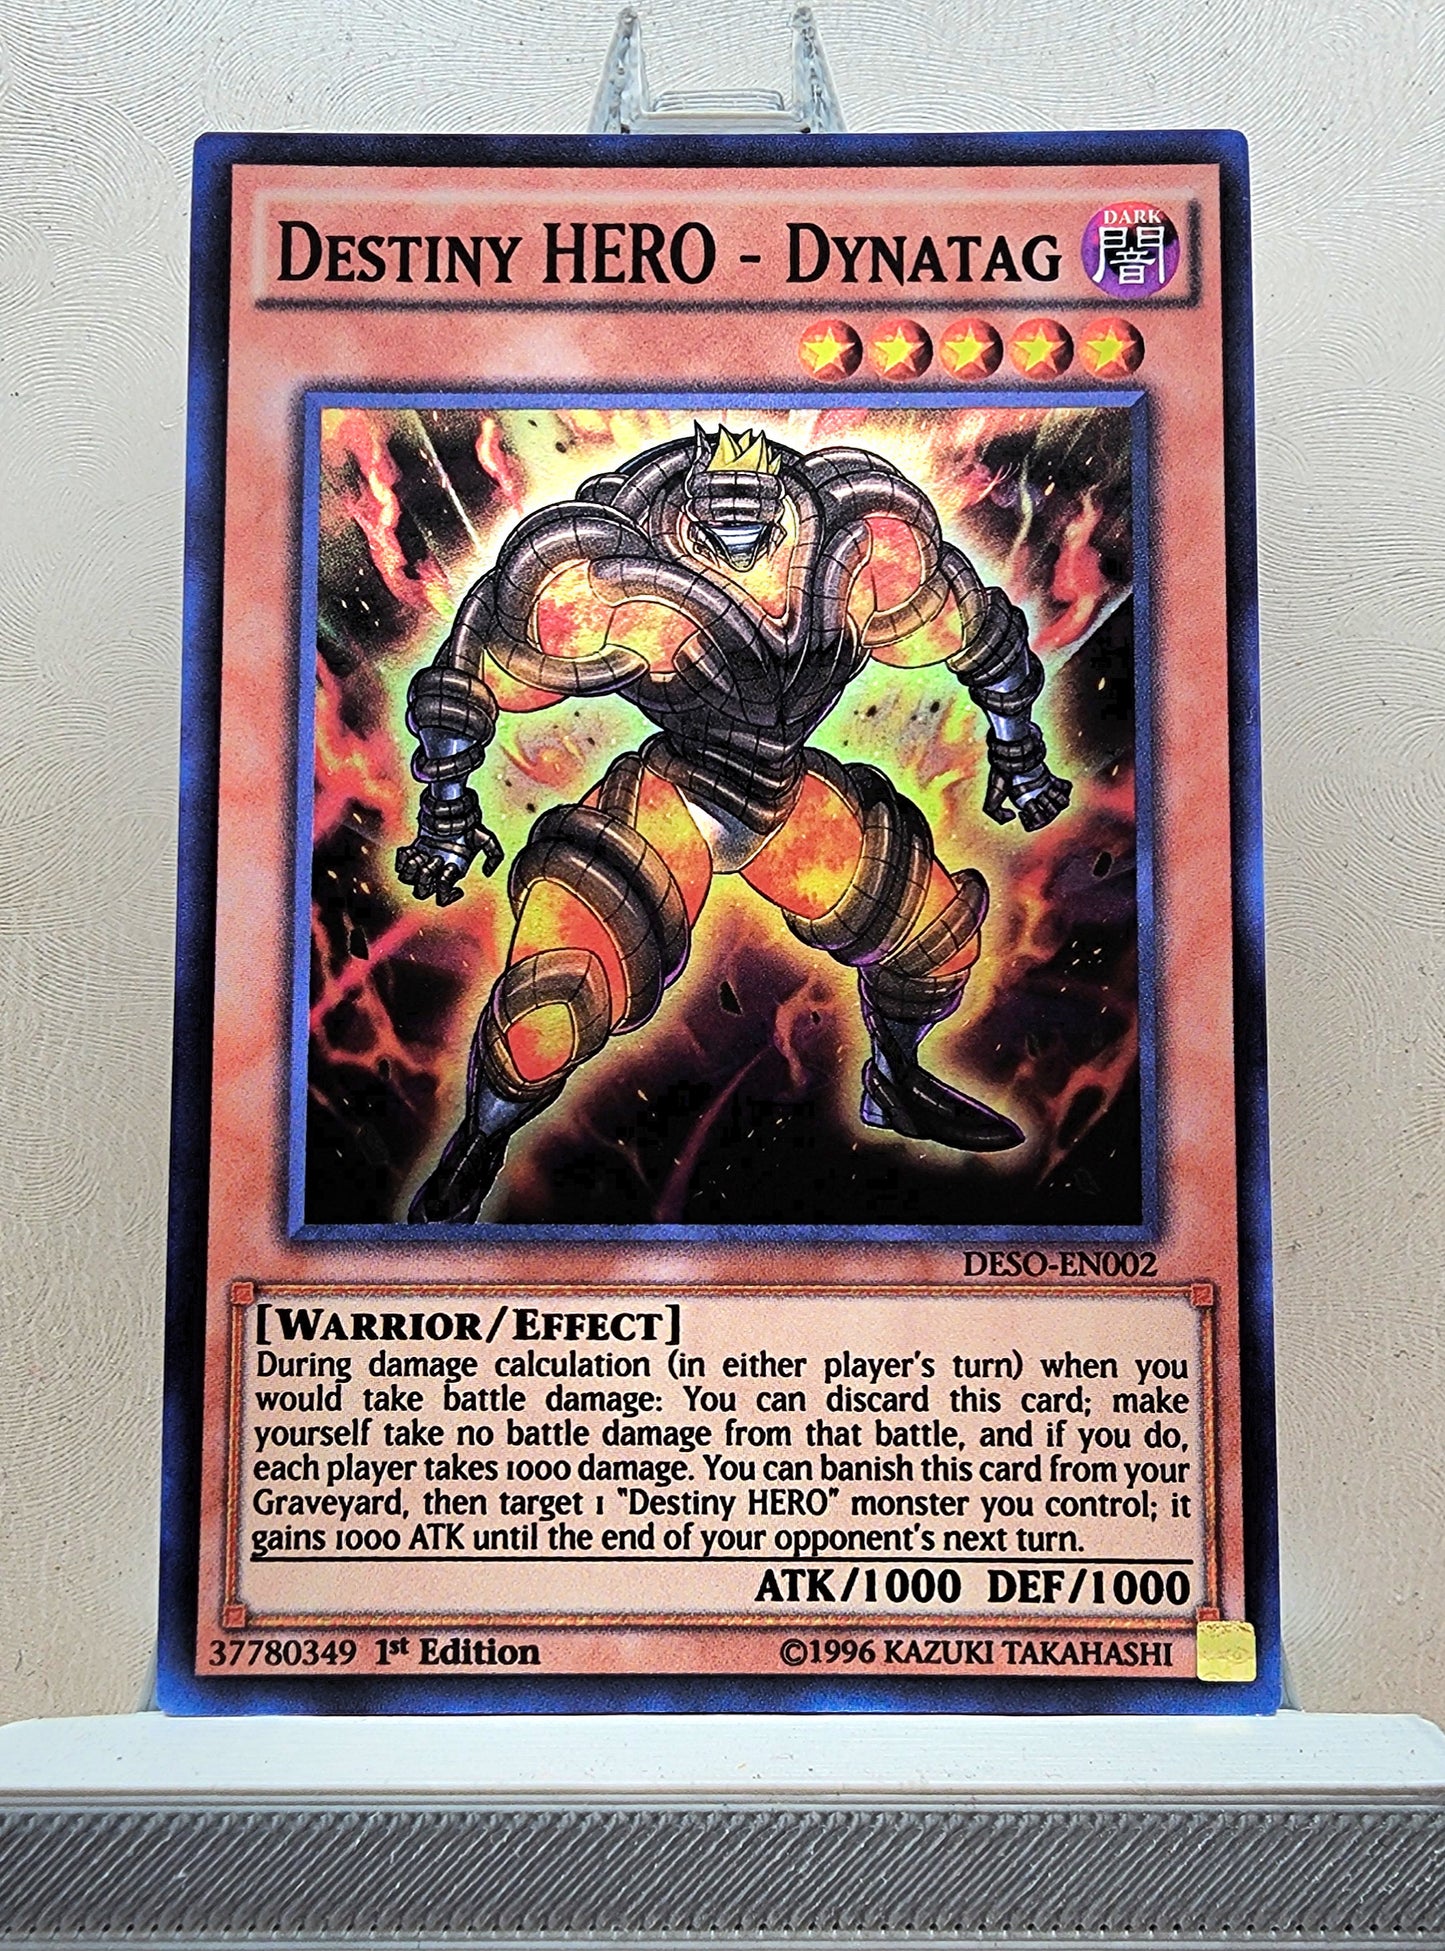 DESTINY HERO - DYNATAG
DARK
闇
DESO-EN002
[WARRIOR/EFFECT]
During damage calculation (in either player's turn) when you
would take battle damage: You can discard this card; make
yourself take no battle damage from that battle, and if you do,
each player takes 1000 damage. You can banish this card from your
Graveyard, then target 1 "Destiny HERO" monster you control; it
gains 1000 ATK until the end of your opponent's next turn.
ATK/1000 DEF/1000
37780349 1st Edition ©1996 KAZUKI TAKAHASHI